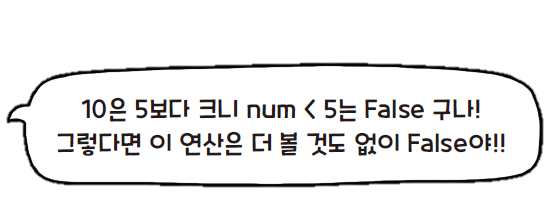 10은 5보다 크니 num < 5는 False 구나!
그렇다면 이 연산은 더 볼 것도 없이 False야!!